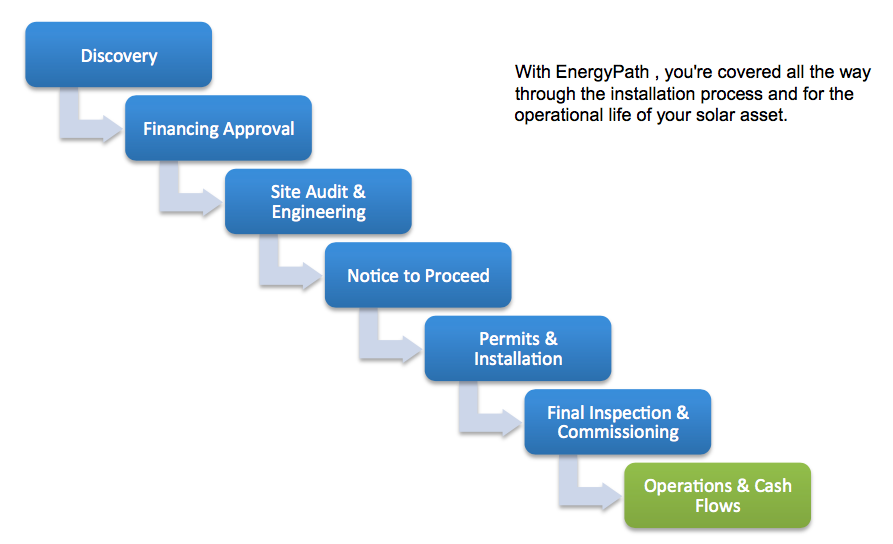 Discovery
With EnergyPath , you're covered all the way
through the installation process and for the
operational life of your solar asset.
Financing Approval
Site Audit &
Engineering
Notice to Proceed
Permits &
Installation
Final Inspection &
Commissioning
Operations & Cash
Flows